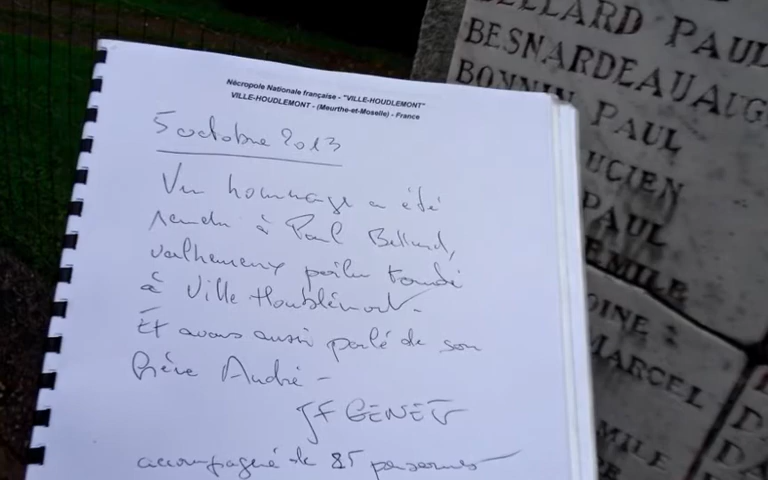 Nécropole Nationale française - "VILLE-HOUDLEMONT"
VILLE-HOUDLEMONT - (Meurthe-et-Moselle) - France
5 octobre 2013
Un hommage a été
rendu à Paul Bellard,
valheureux poilu tombé
à Ville Houdlémont.
Et avons aussi parlé de son
frère André -
JF GENET
accompagné de 85 personnes
BELLARD PAUL
BESNARDEAU AUG
BONNIN PAUL
UCIEN
PAUL
EMILE
OINE
MARCEL
MILE